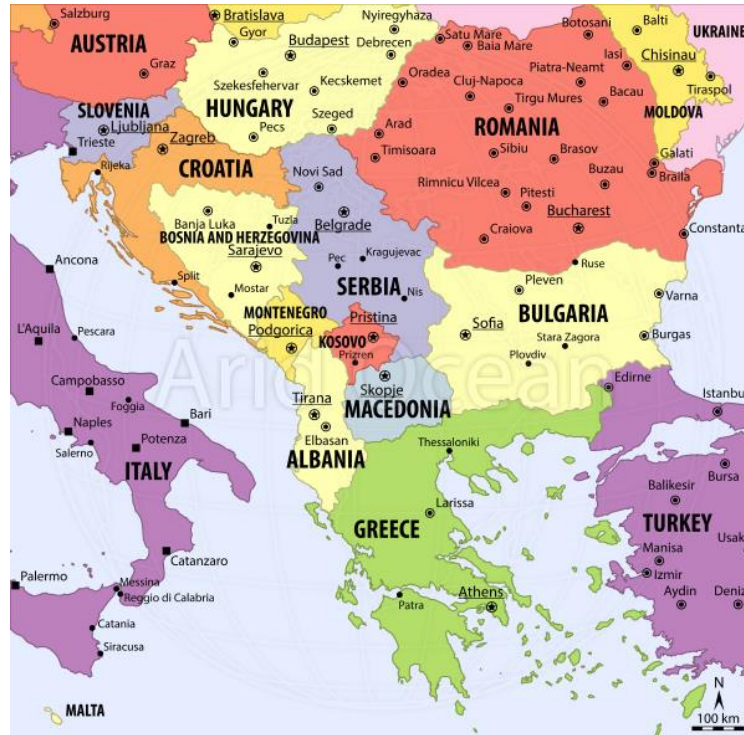 Salzburg
Bratislava
Nyiregyhaza
Satu Mare
Botosani
Balti
UKRAINE
AUSTRIA
Gyor
Budapest
Debrecen
Baia Mare
Iasi
Chisinau
Graz
Szekesfehervar
Kecskemet
Oradea
Cluj-Napoca
Piatra-Neamt
Tiraspol
SLOVENIA
HUNGARY
Tirgu Mures
Bacau
MOLDOVA
Ljubljana
Zagreb
Pecs
Szeged
Arad
ROMANIA
Trieste
CROATIA
Timisoara
Sibiu
Brasov
Galati
Rijeka
Novi Sad
Rimnicu Vilcea
Buzau
Braila
Pitesti
Banja Luka
Tuzla
Belgrade
Bucharest
BOSNIA AND HERZEGOVINA
Craiova
Constanta
Sarajevo
Kragujevac
Ancona
Pec
Ruse
Split
Mostar
SERBIA
Pleven
Varna
Nis
MONTENEGRO
Pristina
BULGARIA
L'Aquila
Pescara
Podgorica
KOSOVO
Sofia
Stara Zagora
Burgas
Prizren
Plovdiv
Arid Ocean
Campobasso
Skopje
Edirne
Foggia
Tirana
MACEDONIA
Istanbu
Naples
Bari
Salerno
Potenza
Elbasan
Thessaloniki
ITALY
ALBANIA
Bursa
Balikesir
Larissa
GREECE
TURKEY
Usak
Catanzaro
Manisa
Palermo
Messina
Izmir
Reggio di Calabria
Patra
Athens
Aydin
Deniz
Catania
Siracusa
MALTA
N
100 km